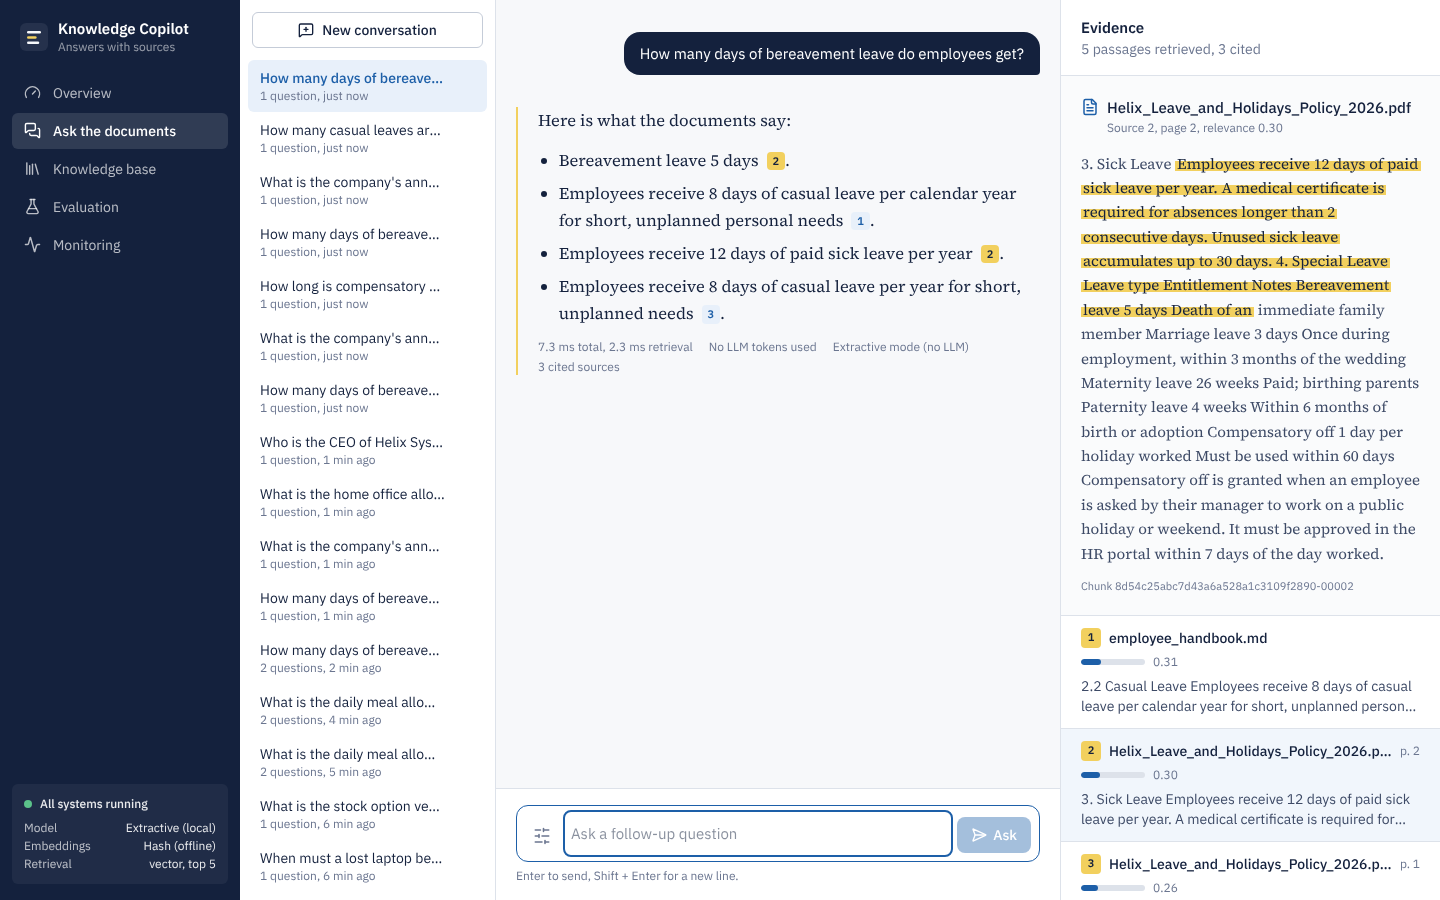 Knowledge Copilot
Answers with sources
Overview
Ask the documents
Knowledge base
Evaluation
Monitoring
All systems running
Model Extractive (local)
Embeddings Hash (offline)
Retrieval vector, top 5
New conversation
How many days of bereave...
1 question, just now
How many casual leaves ar...
1 question, just now
What is the company's ann...
1 question, just now
How many days of bereave...
1 question, just now
How long is compensatory ...
1 question, just now
What is the company's ann...
1 question, just now
How many days of bereave...
1 question, just now
Who is the CEO of Helix Sys...
1 question, 1 min ago
What is the home office allo...
1 question, 1 min ago
What is the company's ann...
1 question, 1 min ago
How many days of bereave...
1 question, 1 min ago
How many days of bereave...
2 questions, 2 min ago
What is the daily meal allo...
2 questions, 4 min ago
What is the daily meal allo...
2 questions, 5 min ago
What is the stock option ve...
1 question, 6 min ago
When must a lost laptop be...
1 question, 6 min ago
How many days of bereavement leave do employees get?
Here is what the documents say:
• Bereavement leave 5 days 2.
• Employees receive 8 days of casual leave per calendar year
for short, unplanned personal needs 1.
• Employees receive 12 days of paid sick leave per year 2.
• Employees receive 8 days of casual leave per year for short,
unplanned needs 3.
7.3 ms total, 2.3 ms retrieval No LLM tokens used Extractive mode (no LLM)
3 cited sources
Ask a follow-up question
Ask
Enter to send, Shift + Enter for a new line.
Evidence
5 passages retrieved, 3 cited
Helix_Leave_and_Holidays_Policy_2026.pdf
Source 2, page 2, relevance 0.30
3. Sick Leave Employees receive 12 days of paid
sick leave per year. A medical certificate is
required for absences longer than 2
consecutive days. Unused sick leave
accumulates up to 30 days. 4. Special Leave
Leave type Entitlement Notes Bereavement
leave 5 days Death of an immediate family
member Marriage leave 3 days Once during
employment, within 3 months of the wedding
Maternity leave 26 weeks Paid; birthing parents
Paternity leave 4 weeks Within 6 months of
birth or adoption Compensatory off 1 day per
holiday worked Must be used within 60 days
Compensatory off is granted when an employee
is asked by their manager to work on a public
holiday or weekend. It must be approved in the
HR portal within 7 days of the day worked.
Chunk 8d54c25abc7d43a6a528a1c3109f2890-00002
1 employee_handbook.md
0.31
2.2 Casual Leave Employees receive 8 days of casual
leave per calendar year for short, unplanned person...
2 Helix_Leave_and_Holidays_Policy_2026.p... p. 2
0.30
3. Sick Leave Employees receive 12 days of paid sick
leave per year. A medical certificate is required for...
3 Helix_Leave_and_Holidays_Policy_2026.p... p. 1
0.26